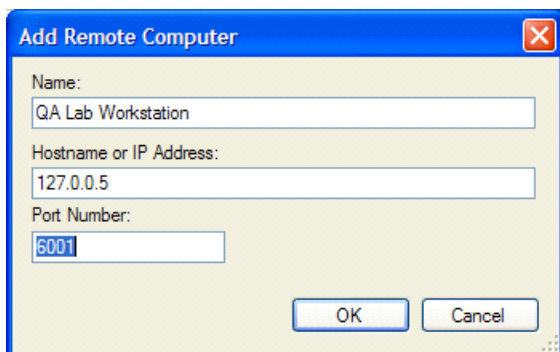 Add Remote Computer
Name:
QA Lab Workstation
Hostname or IP Address:
127.0.0.5
Port Number:
6001
OK Cancel